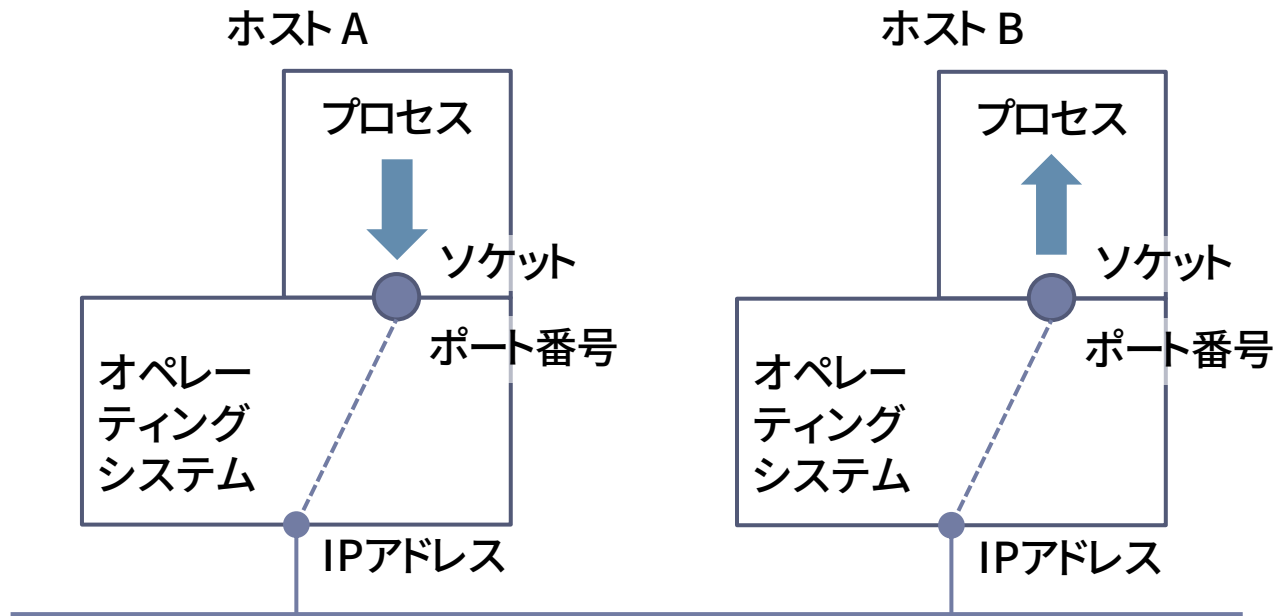 ホスト A
プロセス
ソケット
ポート番号
オペレー
ティング
システム
IPアドレス
ホスト B
プロセス
ソケット
ポート番号
オペレー
ティング
システム
IPアドレス